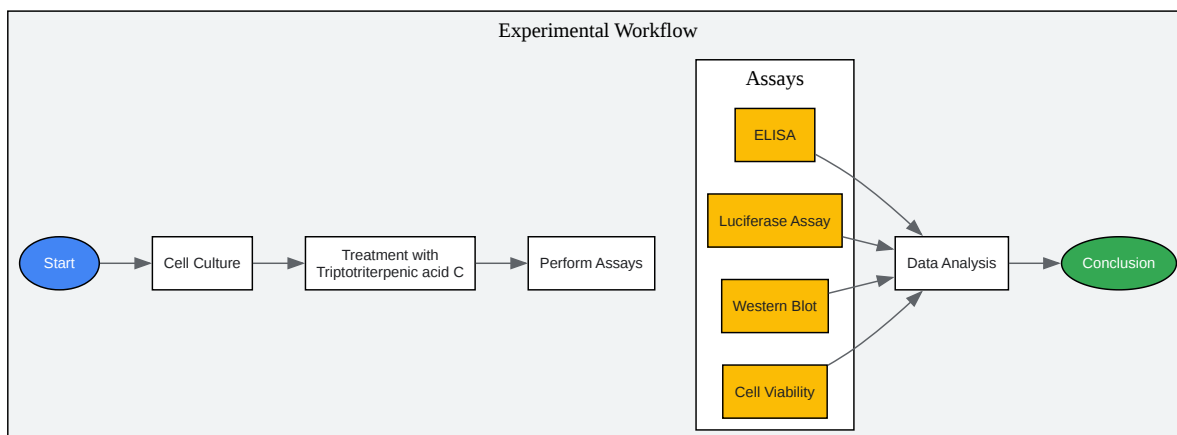 Experimental Workflow
Start
Cell Culture
Treatment with
Triptotriterpenic acid C
Perform Assays
Assays
ELISA
Luciferase Assay
Western Blot
Cell Viability
Data Analysis
Conclusion